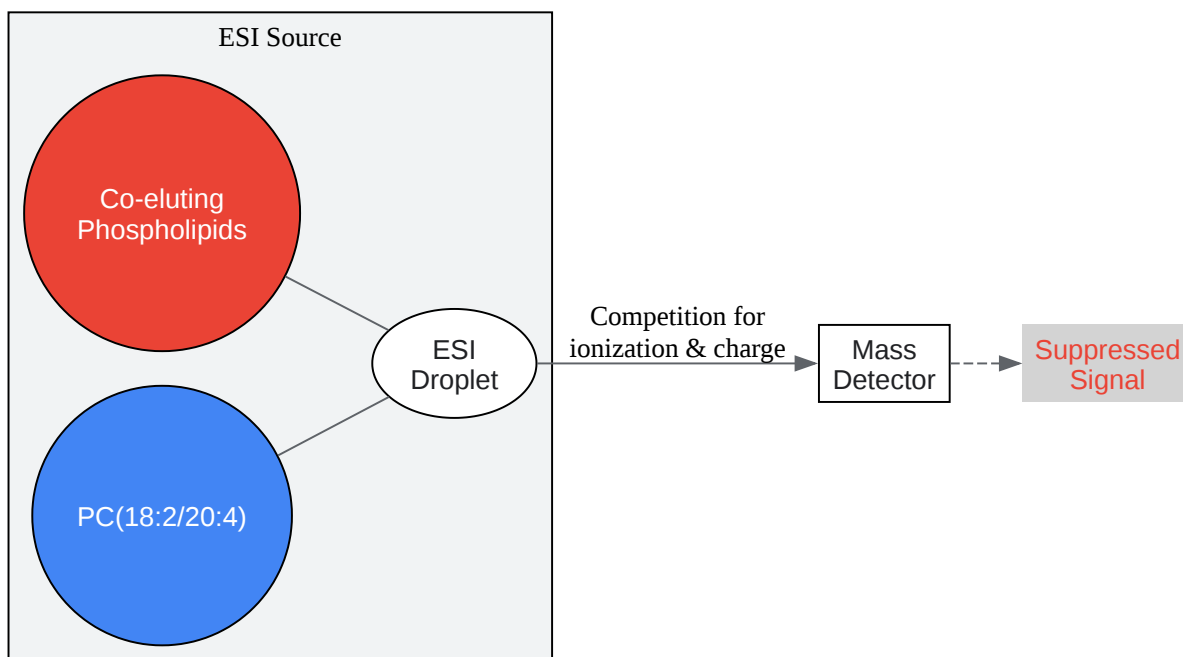 ESI Source
Co-eluting
Phospholipids
PC(18:2/20:4)
ESI
Droplet
Competition for
ionization & charge
Mass
Detector
Suppressed
Signal